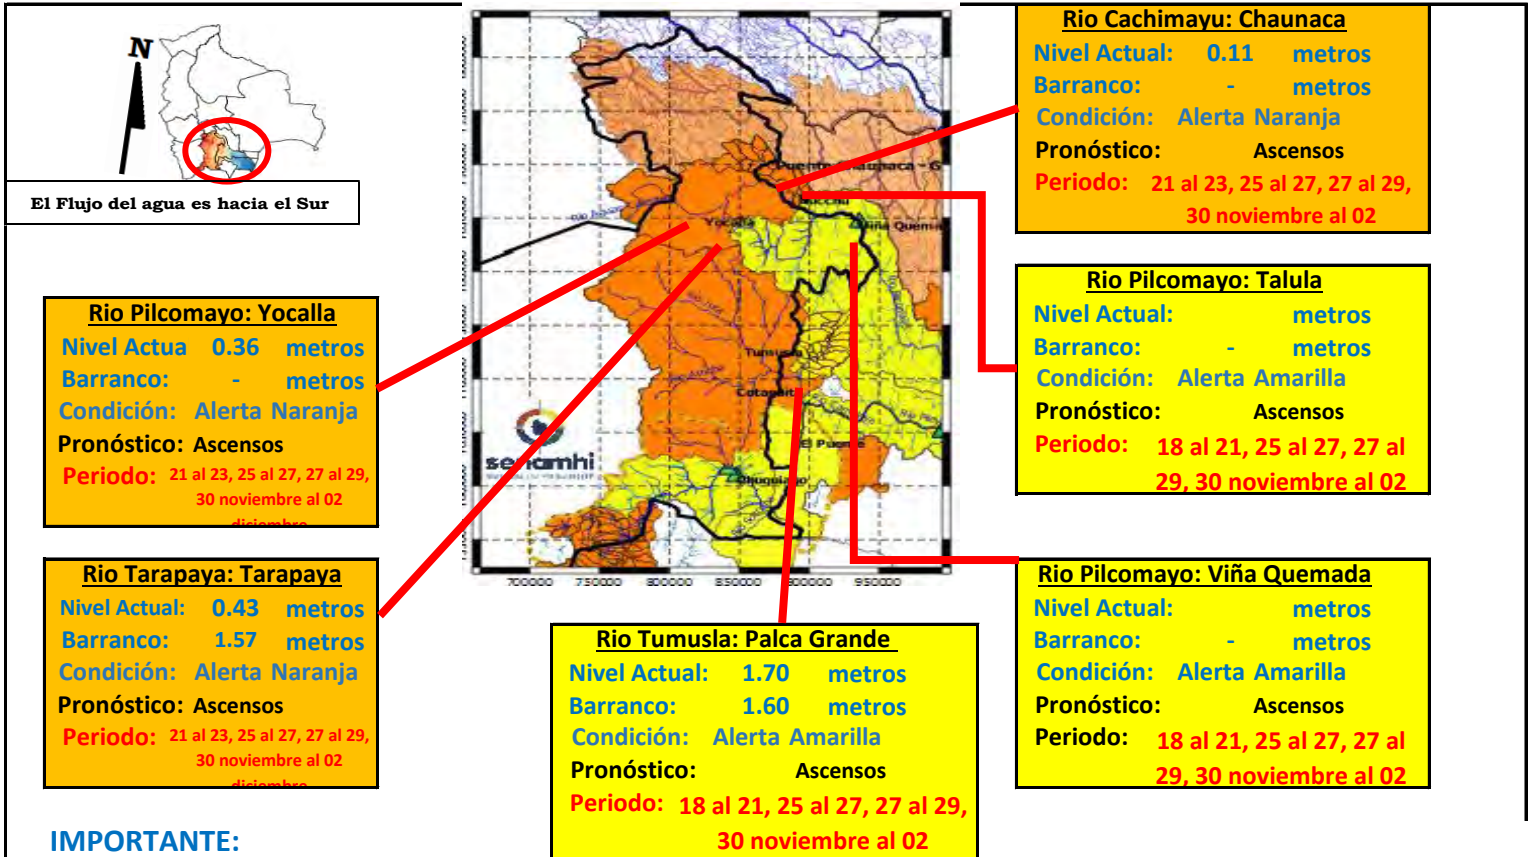 N
El Flujo del agua es hacia el Sur
Rio Cachimayu: Chaunaca
Nivel Actual: 0.11 metros
Barranco: - metros
Condición: Alerta Naranja
Pronóstico: Ascensos
Periodo: 21 al 23, 25 al 27, 27 al 29,
30 noviembre al 02
Rio Pilcomayo: Yocalla
Nivel Actua 0.36 metros
Barranco: - metros
Condición: Alerta Naranja
Pronóstico: Ascensos
Periodo: 21 al 23, 25 al 27, 27 al 29,
30 noviembre al 02
diciembre
Rio Pilcomayo: Talula
Nivel Actual: metros
Barranco: - metros
Condición: Alerta Amarilla
Pronóstico: Ascensos
Periodo: 18 al 21, 25 al 27, 27 al
29, 30 noviembre al 02
Rio Tarapaya: Tarapaya
Nivel Actual: 0.43 metros
Barranco: 1.57 metros
Condición: Alerta Naranja
Pronóstico: Ascensos
Periodo: 21 al 23, 25 al 27, 27 al 29,
30 noviembre al 02
diciembre
Rio Tumusla: Palca Grande
Nivel Actual: 1.70 metros
Barranco: 1.60 metros
Condición: Alerta Amarilla
Pronóstico: Ascensos
Periodo: 18 al 21, 25 al 27, 27 al 29,
30 noviembre al 02
Rio Pilcomayo: Viña Quemada
Nivel Actual: metros
Barranco: - metros
Condición: Alerta Amarilla
Pronóstico: Ascensos
Periodo: 18 al 21, 25 al 27, 27 al
29, 30 noviembre al 02
Puente Chaunaca - 6
Yocalla
Viña Quema
Tumusla
Cotagaita
El Puente
senamhi
700000 750000 800000 850000 900000 950000
IMPORTANTE: